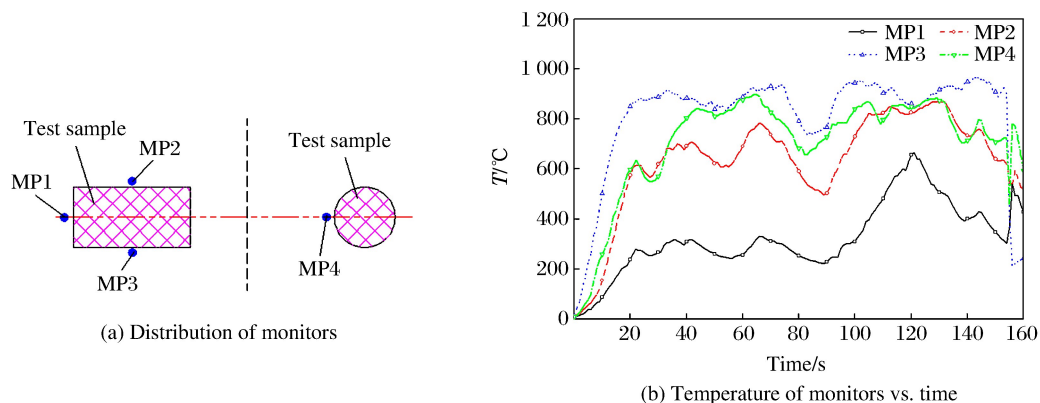 Test sample
MP2
MP1
MP3
Test sample
MP4
(a) Distribution of monitors
1 200
1 000
800
600
400
200
0
T/℃
MP1
MP2
MP3
MP4
20
40
60
80
100
120
140
160
Time/s
(b) Temperature of monitors vs. time